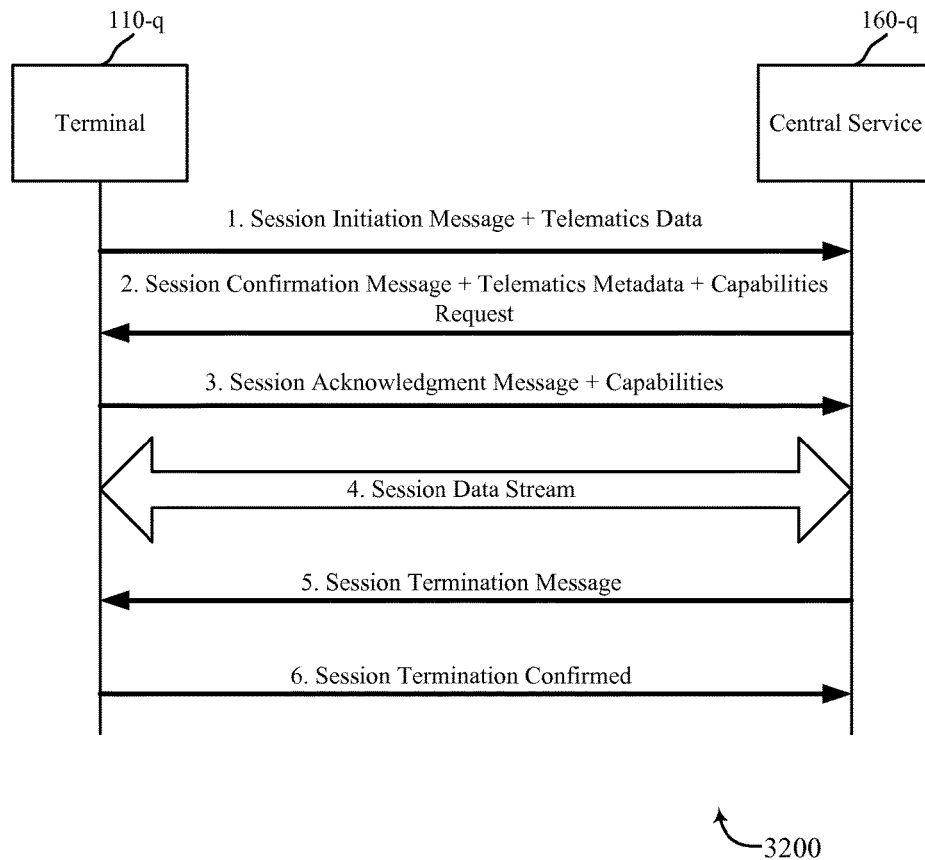 110-q
160-q
Terminal
Central Service
1. Session Initiation Message + Telematics Data
2. Session Confirmation Message + Telematics Metadata + Capabilities
Request
3. Session Acknowledgment Message + Capabilities
4. Session Data Stream
5. Session Termination Message
6. Session Termination Confirmed
3200